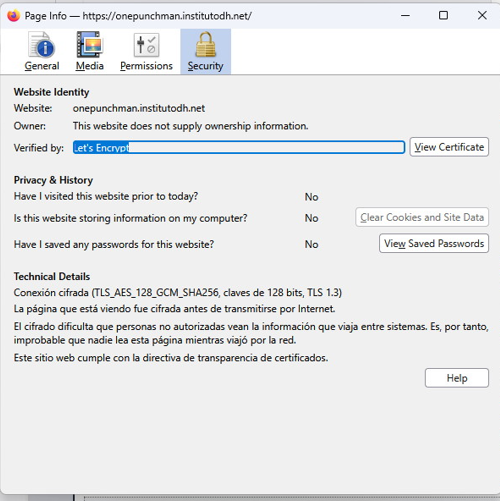 Page Info — https://onepunchman.institutodh.net/
General
Media
Permissions
Security
Website Identity
Website: onepunchman.institutodh.net
Owner: This website does not supply ownership information.
Verified by: Let's Encrypt View Certificate
Privacy & History
Have I visited this website prior to today? No
Is this website storing information on my computer? No Clear Cookies and Site Data
Have I saved any passwords for this website? No View Saved Passwords
Technical Details
Conexión cifrada (TLS_AES_128_GCM_SHA256, claves de 128 bits, TLS 1.3)
La página que está viendo fue cifrada antes de transmitirse por Internet.
El cifrado dificulta que personas no autorizadas vean la información que viaja entre sistemas. Es, por tanto,
improbable que nadie lea esta página mientras viajó por la red.
Este sitio web cumple con la directiva de transparencia de certificados.
Help